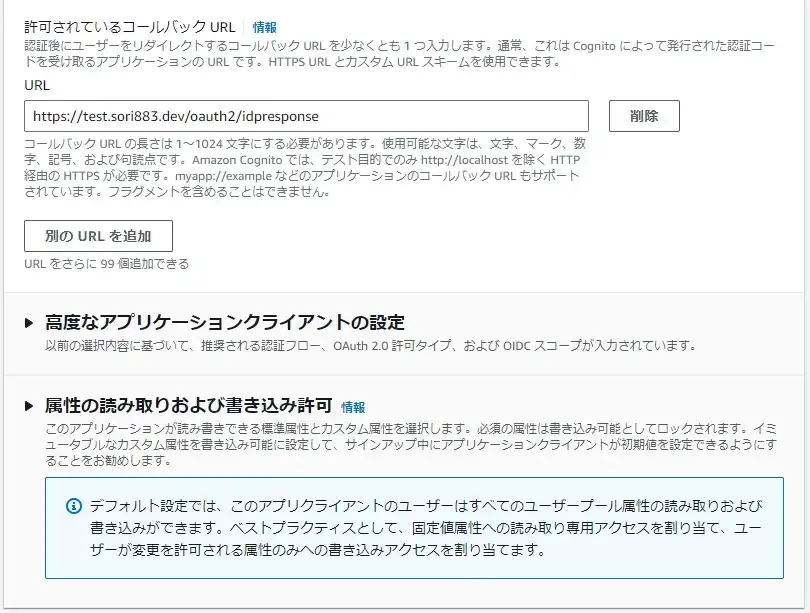 許可されているコールバック URL 情報
認証後にユーザーをリダイレクトするコールバック URL を少なくとも 1 つ入力します。通常、これは Cognito によって発行された認証コー
ドを受け取るアプリケーションの URL です。HTTPS URL とカスタム URL スキームを使用できます。
URL
https://test.sori883.dev/oauth2/idpresponse
削除
コールバック URL の長さは 1～1024 文字にする必要があります。使用可能な文字は、文字、マーク、数
字、記号、および句読点です。Amazon Cognito では、テスト目的でのみ http://localhost を除く HTTP
経由の HTTPS が必要です。myapp://example などのアプリケーションのコールバック URL もサポート
されています。フラグメントを含めることはできません。
別の URL を追加
URL をさらに 99 個追加できる
高度なアプリケーションクライアントの設定
以前の選択内容に基づいて、推奨される認証フロー、OAuth 2.0 許可タイプ、および OIDC スコープが入力されています。
属性の読み取りおよび書き込み許可 情報
このアプリケーションが読み書きできる標準属性とカスタム属性を選択します。必須の属性は書き込み可能としてロックされます。イミ
ュータブルなカスタム属性を書き込み可能に設定して、サインアップ中にアプリケーションクライアントが初期値を設定できるようにす
ることをお勧めします。
デフォルト設定では、このアプリクライアントのユーザーはすべてのユーザープール属性の読み取りおよび
書き込みができます。ベストプラクティスとして、固定値属性への読み取り専用アクセスを割り当て、ユー
ザーが変更を許可される属性のみへの書き込みアクセスを割り当てます。